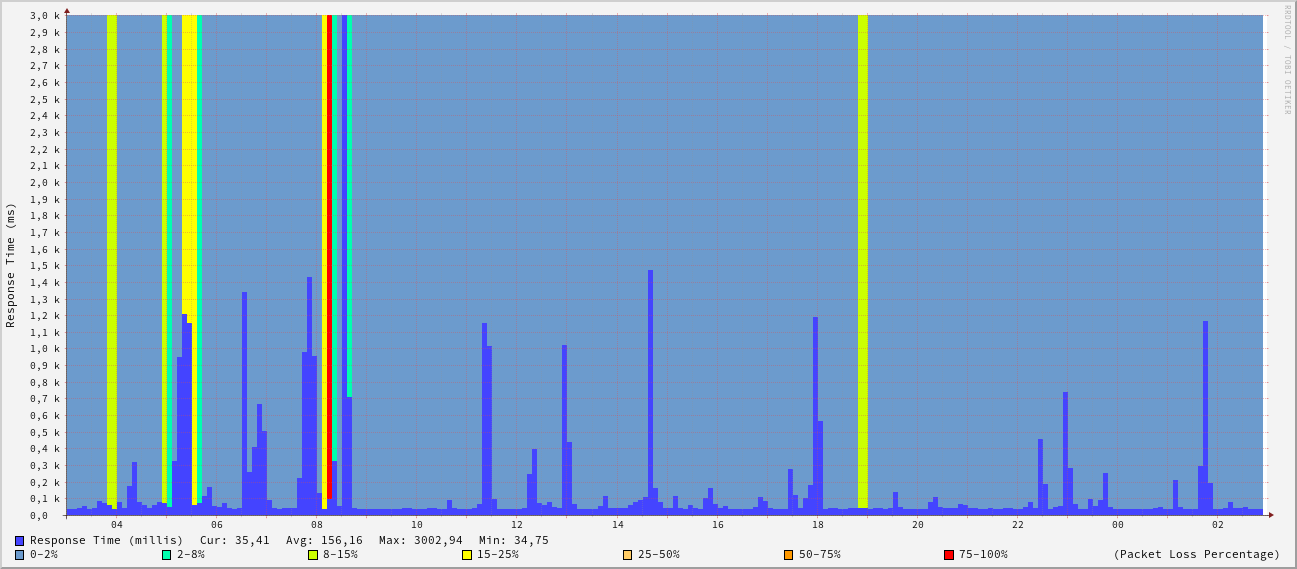 RRDTOOL / TOBI OETIKER
Response Time (ms)
3,0 k
2,9 k
2,8 k
2,7 k
2,6 k
2,5 k
2,4 k
2,3 k
2,2 k
2,1 k
2,0 k
1,9 k
1,8 k
1,7 k
1,6 k
1,5 k
1,4 k
1,3 k
1,2 k
1,1 k
1,0 k
0,9 k
0,8 k
0,7 k
0,6 k
0,5 k
0,4 k
0,3 k
0,2 k
0,1 k
0,0
04 06 08 10 12 14 16 18 20 22 00 02
Response Time (millis) Cur: 35,41 Avg: 156,16 Max: 3002,94 Min: 34,75
0-2% 2-8% 8-15% 15-25% 25-50% 50-75% 75-100% (Packet Loss Percentage)